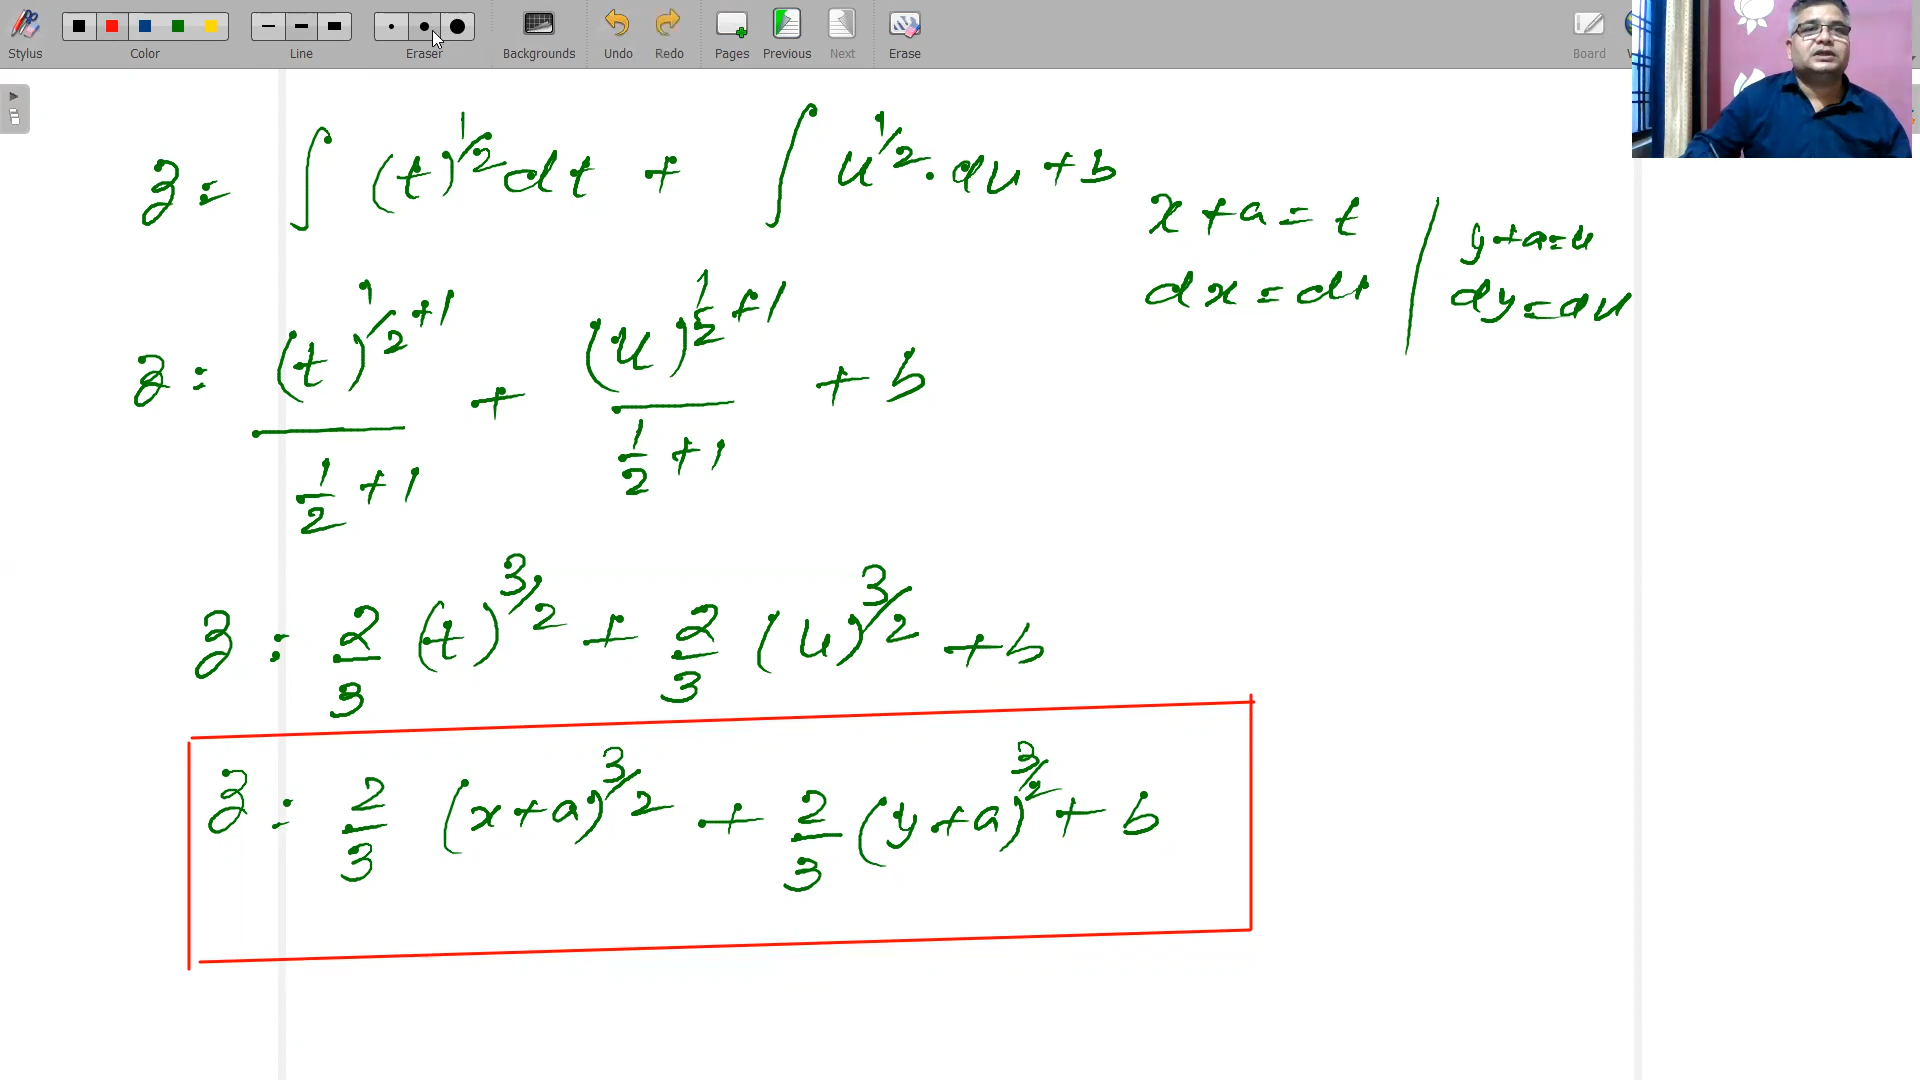 Stylus Color Line Eraser Backgrounds Undo Redo Pages Previous Next Erase Board
z = ∫ (t)^1/2 dt + ∫ u^1/2 . du + b
x + a = t
y + a = u
dx = dt
dy = du
z = (t)^1/2+1 / 1/2 + 1 + (u)^1/2+1 / 1/2 + 1 + b
z = 2/3 (t)^3/2 + 2/3 (u)^3/2 + b
z = 2/3 (x+a)^3/2 + 2/3 (y+a)^3/2 + b